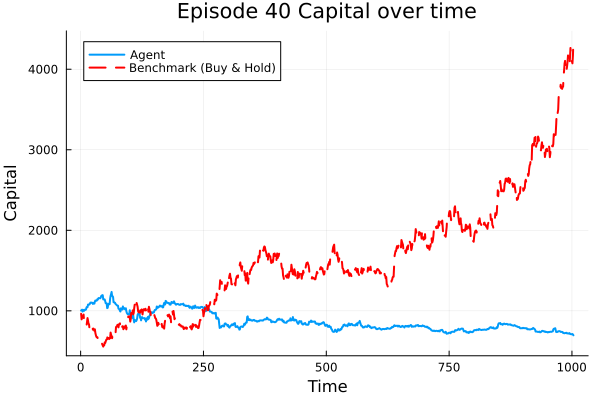 Episode 40 Capital over time
Agent
Benchmark (Buy & Hold)
4000
3000
2000
1000
Capital
0
250
500
750
1000
Time